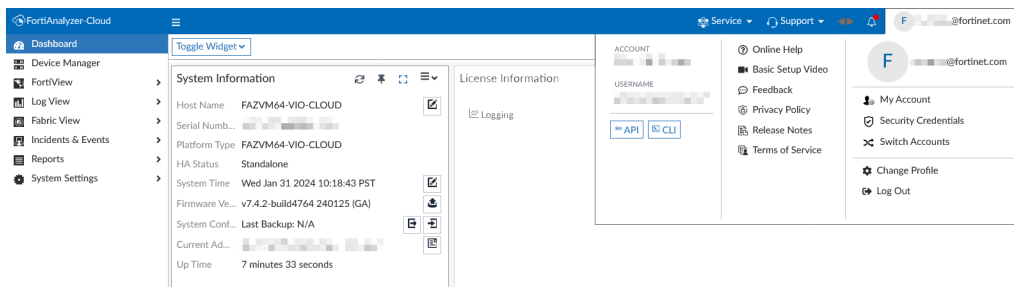 FortiAnalyzer-Cloud
Service
Support
F
@fortinet.com
Dashboard
Device Manager
FortiView
Log View
Fabric View
Incidents & Events
Reports
System Settings
Toggle Widget
System Information
Host Name FAZVM64-VIO-CLOUD
Serial Numb...
Platform Type FAZVM64-VIO-CLOUD
HA Status Standalone
System Time Wed Jan 31 2024 10:18:43 PST
Firmware Ve... v7.4.2-build4764 240125 (GA)
System Conf... Last Backup: N/A
Current Ad...
Up Time 7 minutes 33 seconds
License Information
Logging
ACCOUNT
USERNAME
API CLI
Online Help
Basic Setup Video
Feedback
Privacy Policy
Release Notes
Terms of Service
F
@fortinet.com
My Account
Security Credentials
Switch Accounts
Change Profile
Log Out